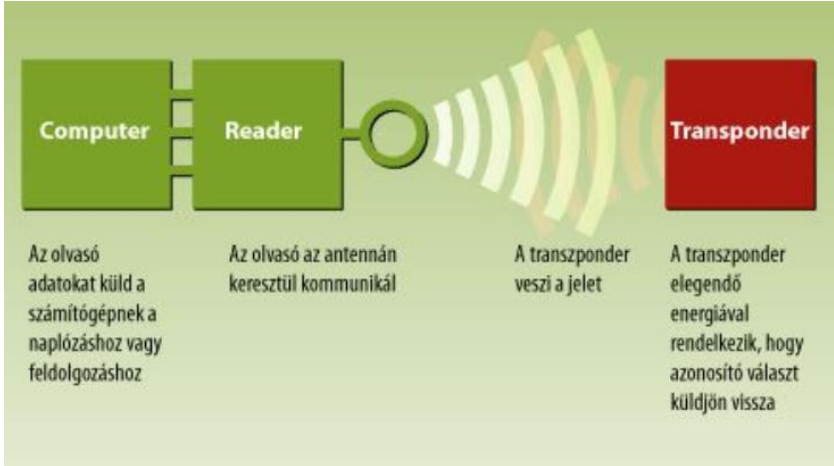 Computer
Reader
Transponder
Az olvasó
adatokat küld a
számítógépnek a
naplózáshoz vagy
feldolgozáshoz
Az olvasó az antennán
keresztül kommunikál
A transzponder
veszi a jelet
A transzponder
elegendő
energiával
rendelkezik, hogy
azonosító választ
küldjön vissza